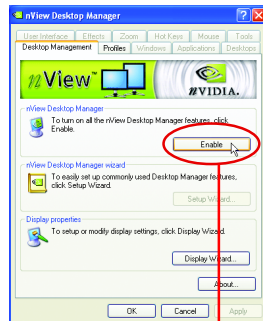 nView Desktop Manager
User Interface Effects Zoom Hot Keys Mouse Tools
Desktop Management Profiles Windows Applications Desktops
nView™
nVIDIA.
nView Desktop Manager
To turn on all the nView Desktop Manager features, click
Enable.
Enable
nView Desktop Manager wizard
To easily set up commonly used Desktop Manager features,
click Setup Wizard.
Setup Wizard...
Display properties
To setup or modify display settings, click Display Wizard.
Display Wizard...
About...
OK Cancel Apply